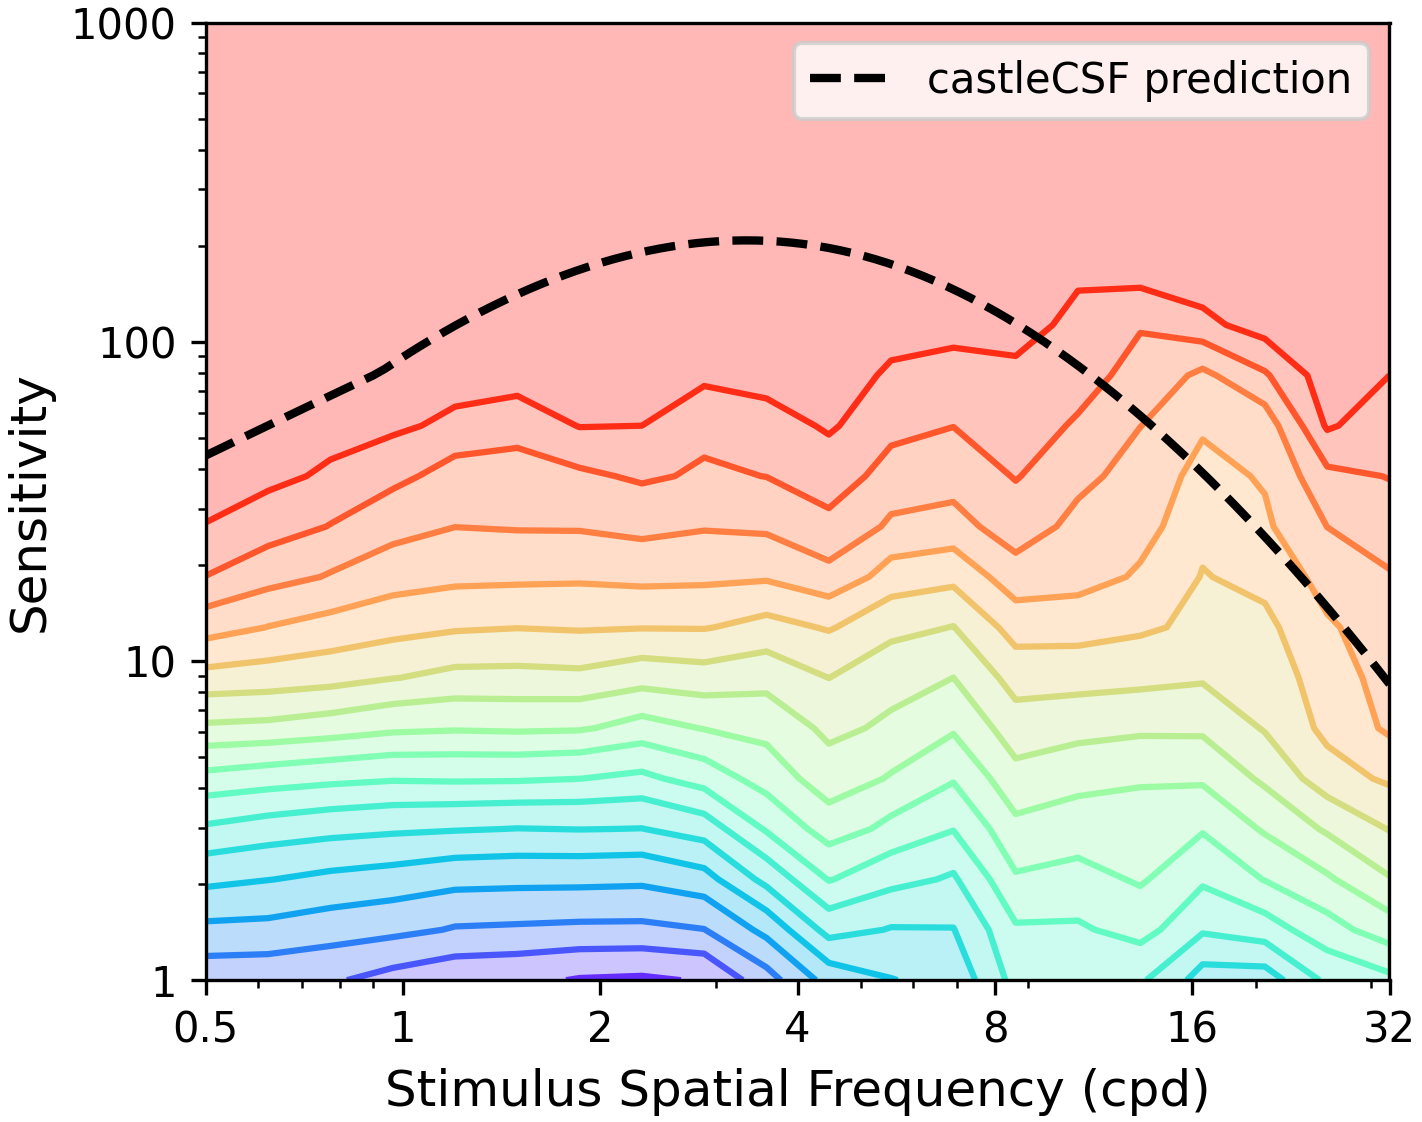 1000
castleCSF prediction
100
Sensitivity
10
1
0.5 1 2 4 8 16 32
Stimulus Spatial Frequency (cpd)